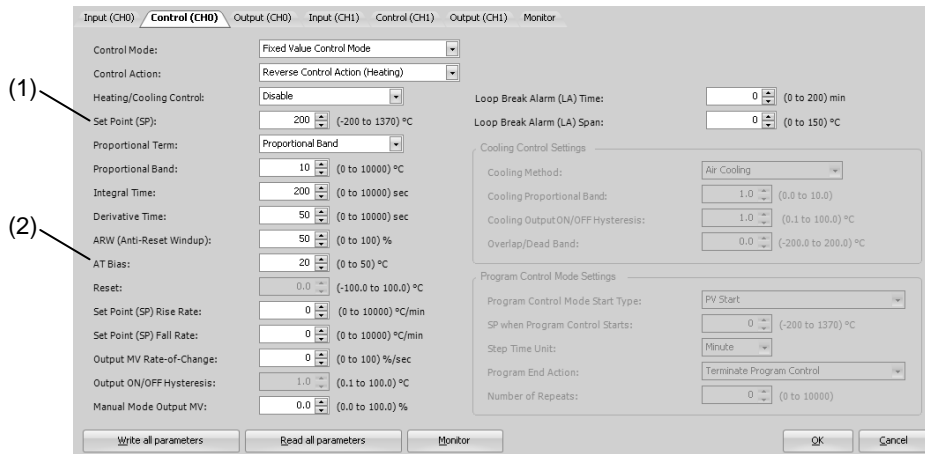 Input (CH0) Control (CH0) Output (CH0) Input (CH1) Control (CH1) Output (CH1) Monitor
Control Mode: Fixed Value Control Mode
Control Action: Reverse Control Action (Heating)
(1)
Heating/Cooling Control: Disable
Set Point (SP): 200 (-200 to 1370) °C
Proportional Term: Proportional Band
Proportional Band: 10 (0 to 10000) °C
Integral Time: 200 (0 to 10000) sec
Derivative Time: 50 (0 to 10000) sec
(2)
ARW (Anti-Reset Windup): 50 (0 to 100) %
AT Bias: 20 (0 to 50) °C
Reset: 0.0 (-100.0 to 100.0) °C
Set Point (SP) Rise Rate: 0 (0 to 10000) °C/min
Set Point (SP) Fall Rate: 0 (0 to 10000) °C/min
Output MV Rate-of-Change: 0 (0 to 100) %/sec
Output ON/OFF Hysteresis: 1.0 (0.1 to 100.0) °C
Manual Mode Output MV: 0.0 (0.0 to 100.0) %
Loop Break Alarm (LA) Time: 0 (0 to 200) min
Loop Break Alarm (LA) Span: 0 (0 to 150) °C
Cooling Control Settings
Cooling Method: Air Cooling
Cooling Proportional Band: 1.0 (0.0 to 10.0)
Cooling Output ON/OFF Hysteresis: 1.0 (0.1 to 100.0) °C
Overlap/Dead Band: 0.0 (-200.0 to 200.0) °C
Program Control Mode Settings
Program Control Mode Start Type: PV Start
SP when Program Control Starts: 0 (-200 to 1370) °C
Step Time Unit: Minute
Program End Action: Terminate Program Control
Number of Repeats: 0 (0 to 10000)
Write all parameters Read all parameters Monitor OK Cancel